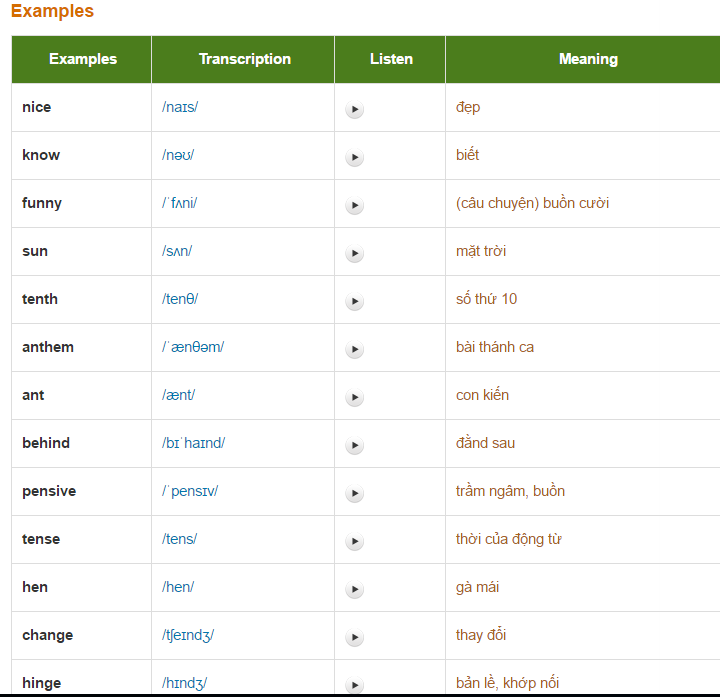 Examples
Examples Transcription Listen Meaning
nice /naɪs/ đẹp
know /nəʊ/ biết
funny /ˈfʌni/ (câu chuyện) buồn cười
sun /sʌn/ mặt trời
tenth /tenθ/ số thứ 10
anthem /ˈænθəm/ bài thánh ca
ant /ænt/ con kiến
behind /bɪˈhaɪnd/ đằnd sau
pensive /ˈpensɪv/ trầm ngâm, buồn
tense /tens/ thời của động từ
hen /hen/ gà mái
change /tʃeɪndʒ/ thay đổi
hinge /hɪndʒ/ bản lề, khớp nối